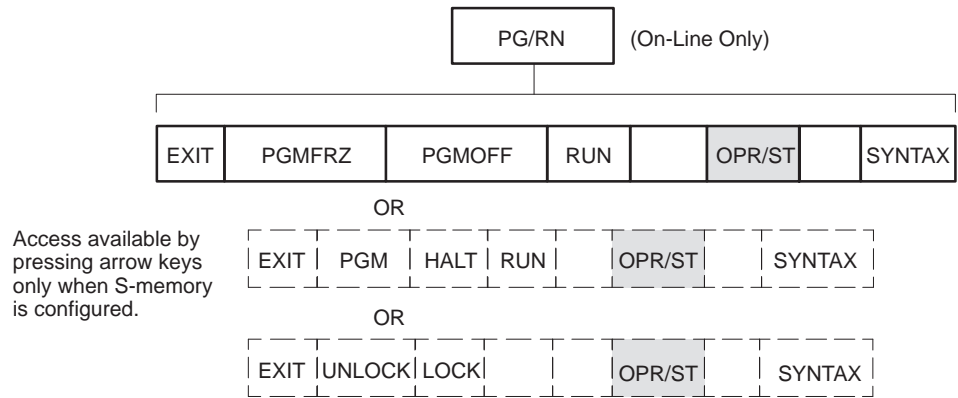 PG/RN (On-Line Only)
EXIT PGMFRZ PGMOFF RUN OPR/ST SYNTAX
OR
Access available by
pressing arrow keys
only when S-memory
is configured.
EXIT PGM HALT RUN OPR/ST SYNTAX
OR
EXIT UNLOCK LOCK OPR/ST SYNTAX